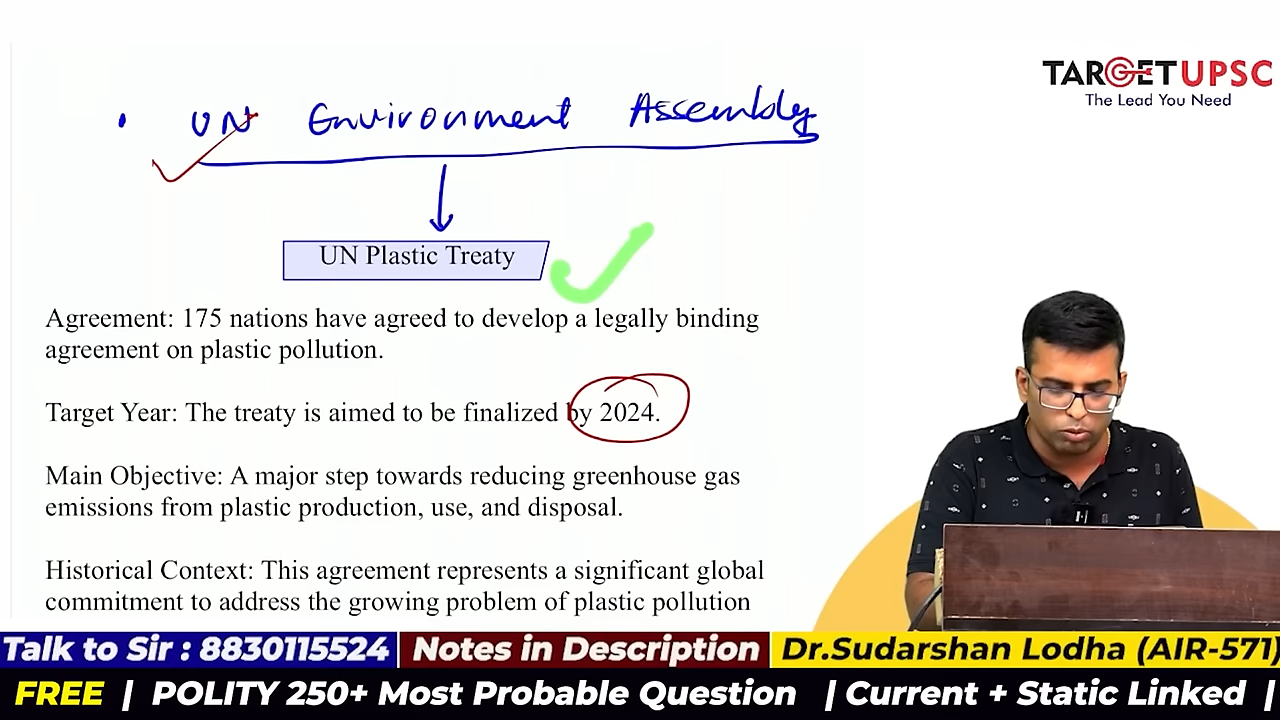 TARGET UPSC
The Lead You Need
• UN Environment Assembly
UN Plastic Treaty
Agreement: 175 nations have agreed to develop a legally binding
agreement on plastic pollution.
Target Year: The treaty is aimed to be finalized by 2024.
Main Objective: A major step towards reducing greenhouse gas
emissions from plastic production, use, and disposal.
Historical Context: This agreement represents a significant global
commitment to address the growing problem of plastic pollution
Talk to Sir : 8830115524 Notes in Description Dr.Sudarshan Lodha (AIR-571)
FREE | POLITY 250+ Most Probable Question | Current + Static Linked |